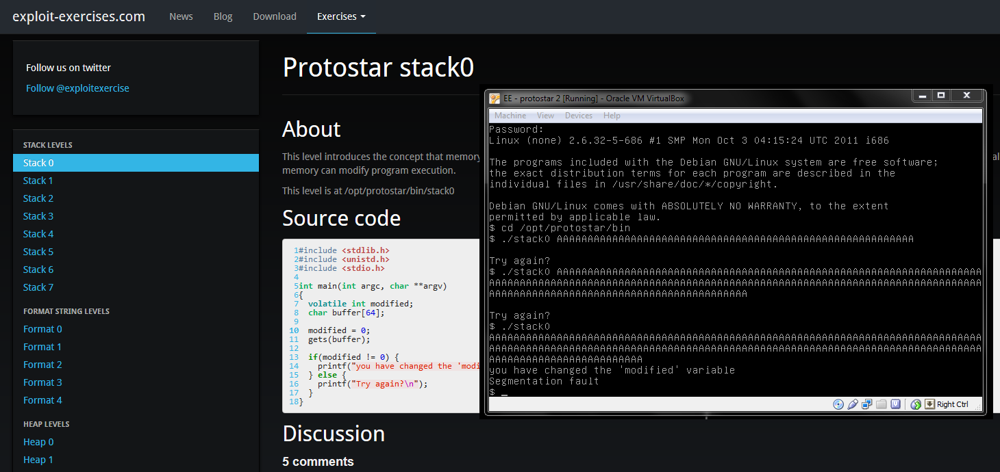 exploit-exercises.com News Blog Download Exercises
Follow us on twitter
Follow @exploitexercise
STACK LEVELS
Stack 0
Stack 1
Stack 2
Stack 3
Stack 4
Stack 5
Stack 6
Stack 7
FORMAT STRING LEVELS
Format 0
Format 1
Format 2
Format 3
Format 4
HEAP LEVELS
Heap 0
Heap 1
Protostar stack0
About
This level introduces the concept that memory
memory can modify program execution.
This level is at /opt/protostar/bin/stack0
Source code
1#include <stdlib.h>
2#include <unistd.h>
3#include <stdio.h>
4
5int main(int argc, char **argv)
6{
7  volatile int modified;
8  char buffer[64];
9
10  modified = 0;
11  gets(buffer);
12
13  if(modified != 0) {
14    printf("you have changed the 'modi
15  } else {
16    printf("Try again?\n");
17  }
18}
Discussion
5 comments
EE - protostar 2 [Running] - Oracle VM VirtualBox
Machine View Devices Help
Password:
Linux (none) 2.6.32-5-686 #1 SMP Mon Oct 3 04:15:24 UTC 2011 i686
The programs included with the Debian GNU/Linux system are free software;
the exact distribution terms for each program are described in the
individual files in /usr/share/doc/*/copyright.
Debian GNU/Linux comes with ABSOLUTELY NO WARRANTY, to the extent
permitted by applicable law.
$ cd /opt/protostar/bin
$ ./stack0 AAAAAAAAAAAAAAAAAAAAAAAAAAAAAAAAAAAAAAAAAAAAAAAAAAAAAAAAAA
Try again?
$ ./stack0 AAAAAAAAAAAAAAAAAAAAAAAAAAAAAAAAAAAAAAAAAAAAAAAAAAAAAAAAAAAAAAAAAAAAA
AAAAAAAAAAAAAAAAAAAAAAAAAAAAAAAAAAAAAAAAAAAAAAAAAAAAAAAAAAAAAAAAAAAAAAAAAAAAAAAA
AAAAAAAAAAAAAAAAAAAAAAAAAAAAAAAAAAAAAAAAAA
Try again?
$ ./stack0
AAAAAAAAAAAAAAAAAAAAAAAAAAAAAAAAAAAAAAAAAAAAAAAAAAAAAAAAAAAAAAAAAAAAAAAAAAAAAAAA
AAAAAAAAAAAAAAAAAAAAAAAAAAAAAAAAAAAAAAAAAAAAAAAAAAAAAAAAAAAAAAAAAAAAAAAAAAAAAAAA
AAAAAAAAAAAAAAAAAAAAAAAAA
you have changed the 'modified' variable
Segmentation fault
$ _
Right Ctrl